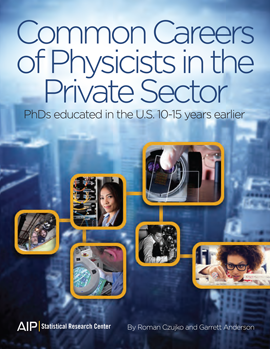 Common Careers
of Physicists in the
Private Sector
PhDs educated in the U.S. 10-15 years earlier
AIP | Statistical Research Center
By Roman Czujko and Garrett Anderson